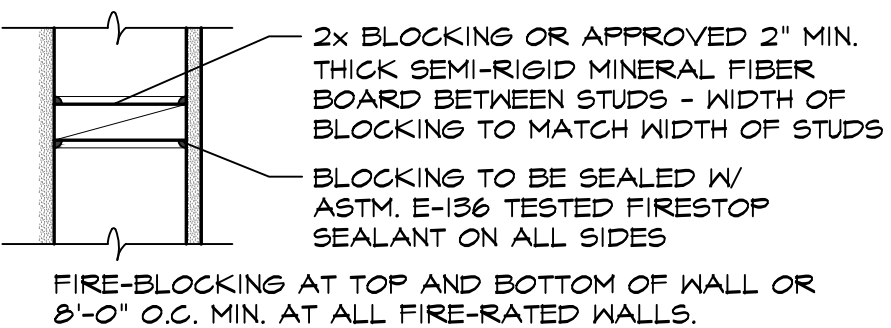 2x BLOCKING OR APPROVED 2" MIN.
THICK SEMI-RIGID MINERAL FIBER
BOARD BETWEEN STUDS - WIDTH OF
BLOCKING TO MATCH WIDTH OF STUDS
BLOCKING TO BE SEALED W/
ASTM. E-136 TESTED FIRESTOP
SEALANT ON ALL SIDES
FIRE-BLOCKING AT TOP AND BOTTOM OF WALL OR
8'-0" O.C. MIN. AT ALL FIRE-RATED WALLS.